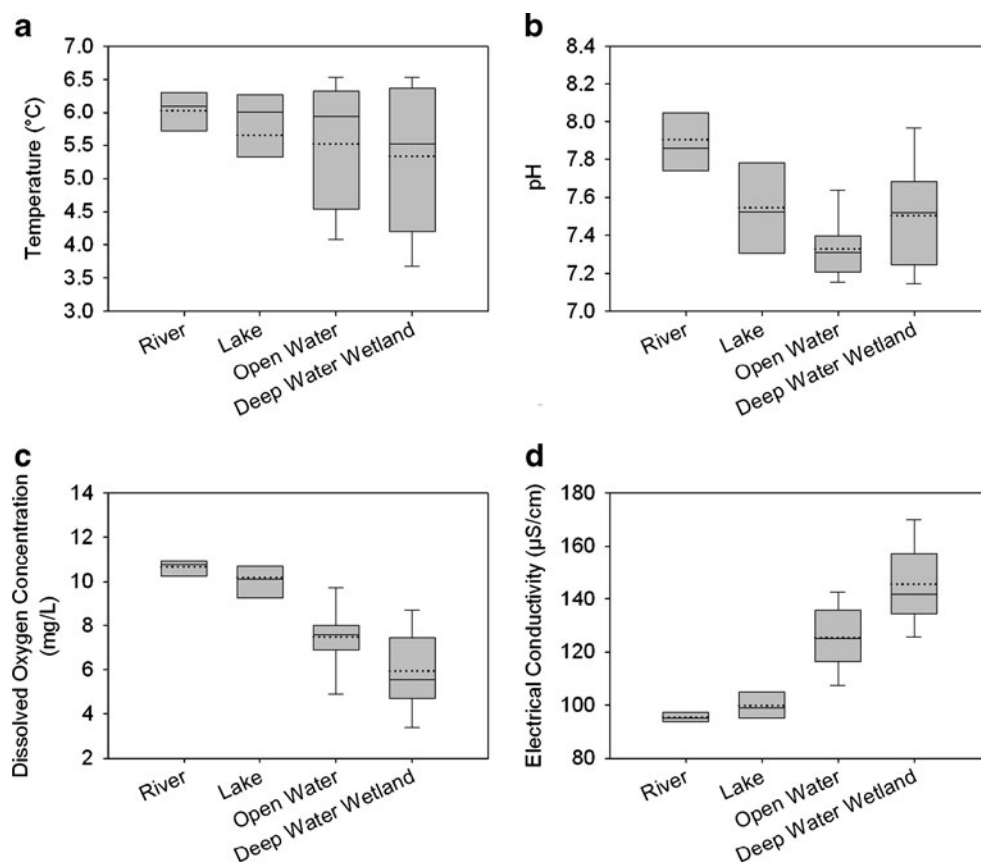 a
Temperature (°C)
7.0
6.5
6.0
5.5
5.0
4.5
4.0
3.5
3.0
River
Lake
Open Water
Deep Water Wetland
b
pH
8.4
8.2
8.0
7.8
7.6
7.4
7.2
7.0
River
Lake
Open Water
Deep Water Wetland
c
Dissolved Oxygen Concentration
(mg/L)
14
12
10
8
6
4
2
River
Lake
Open Water
Deep Water Wetland
d
Electrical Conductivity (µS/cm)
180
160
140
120
100
80
River
Lake
Open Water
Deep Water Wetland